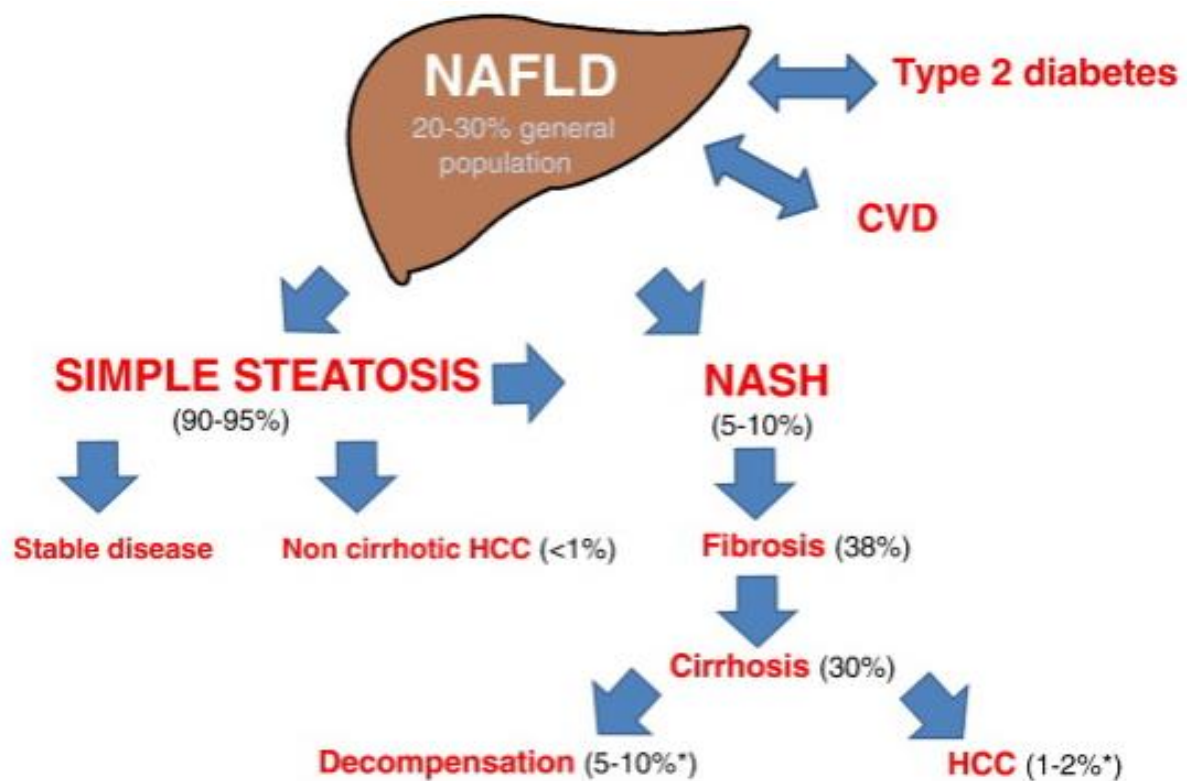 NAFLD
20-30% general
population
Type 2 diabetes
CVD
SIMPLE STEATOSIS
(90-95%)
NASH
(5-10%)
Stable disease
Non cirrhotic HCC (<1%)
Fibrosis (38%)
Cirrhosis (30%)
Decompensation (5-10%*)
HCC (1-2%*)